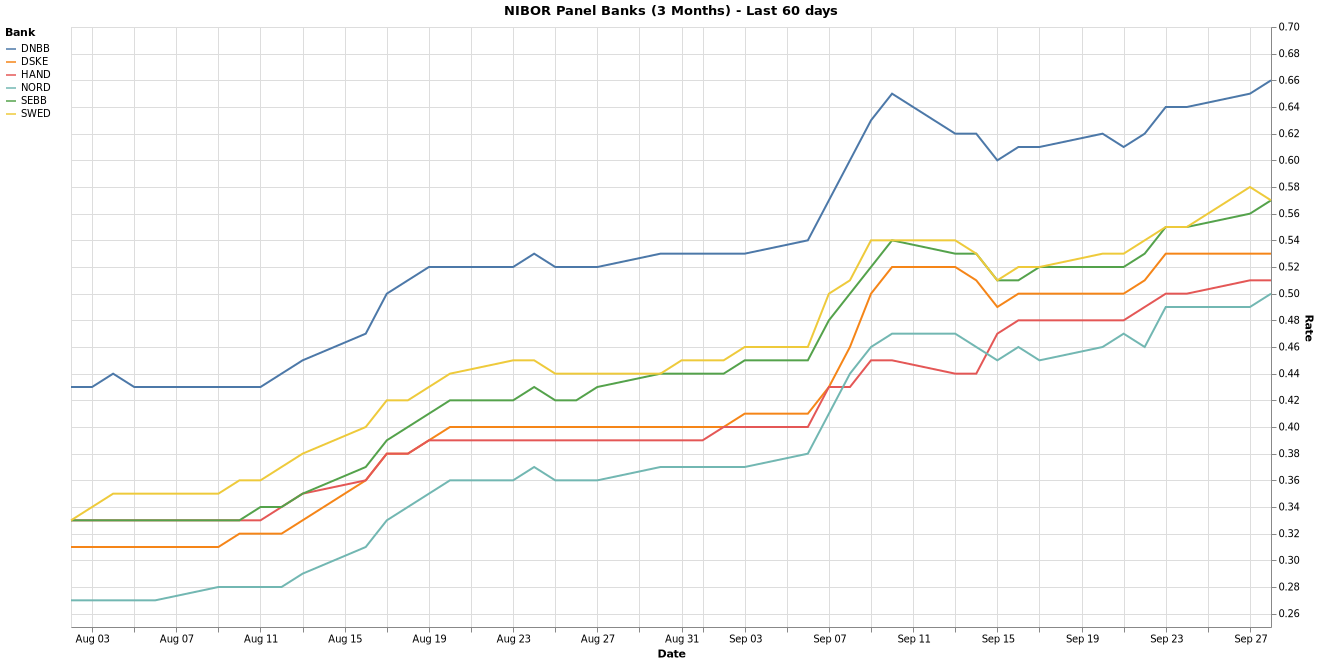 NIBOR Panel Banks (3 Months) - Last 60 days
Bank
DNBB
DSKE
HAND
NORD
SEBB
SWED
0.70
0.68
0.66
0.64
0.62
0.60
0.58
0.56
0.54
0.52
0.50
0.48
0.46
0.44
0.42
0.40
0.38
0.36
0.34
0.32
0.30
0.28
0.26
Rate
Aug 03 Aug 07 Aug 11 Aug 15 Aug 19 Aug 23 Aug 27 Aug 31 Sep 03 Sep 07 Sep 11 Sep 15 Sep 19 Sep 23 Sep 27
Date